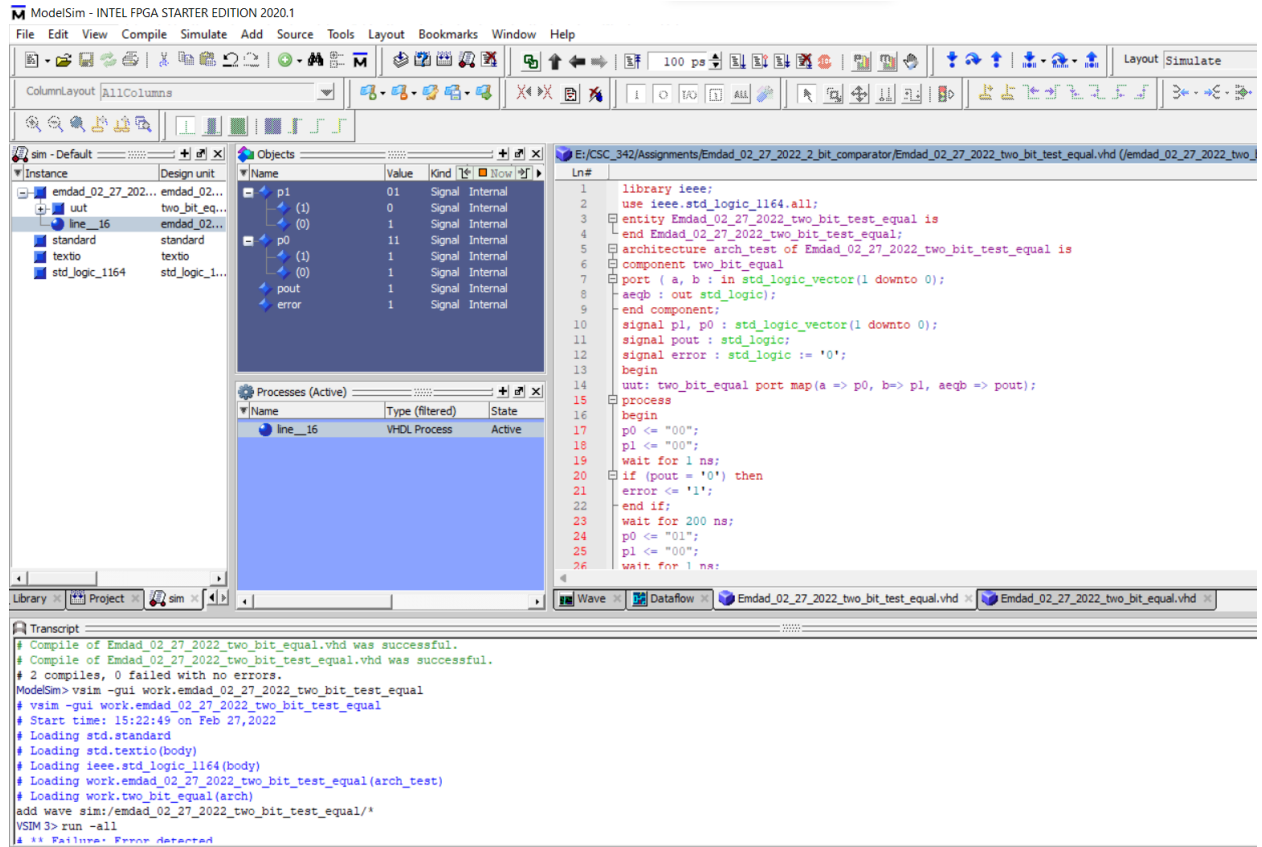 ModelSim - INTEL FPGA STARTER EDITION 2020.1
File Edit View Compile Simulate Add Source Tools Layout Bookmarks Window Help
100 ps
Layout Simulate
ColumnLayout AllColumns
sim - Default
Instance Design unit
emdad_02_27_202... emdad_02...
uut two_bit_eq...
line__16 emdad_02...
standard standard
textio textio
std_logic_1164 std_logic_1...
Library Project sim
Objects
Name Value Kind Now
p1 01 Signal Internal
(1) 0 Signal Internal
(0) 1 Signal Internal
p0 11 Signal Internal
(1) 1 Signal Internal
(0) 1 Signal Internal
pout 1 Signal Internal
error 1 Signal Internal
Processes (Active)
Name Type (filtered) State
line__16 VHDL Process Active
E:/CSC_342/Assignments/Emdad_02_27_2022_2_bit_comparator/Emdad_02_27_2022_two_bit_test_equal.vhd (/emdad_02_27_2022_two_
Ln#
1 library ieee;
2 use ieee.std_logic_1164.all;
3 entity Emdad_02_27_2022_two_bit_test_equal is
4 end Emdad_02_27_2022_two_bit_test_equal;
5 architecture arch_test of Emdad_02_27_2022_two_bit_test_equal is
6 component two_bit_equal
7 port ( a, b : in std_logic_vector(1 downto 0);
8 aeqb : out std_logic);
9 end component;
10 signal p1, p0 : std_logic_vector(1 downto 0);
11 signal pout : std_logic;
12 signal error : std_logic := '0';
13 begin
14 uut: two_bit_equal port map(a => p0, b=> p1, aeqb => pout);
15 process
16 begin
17 p0 <= "00";
18 p1 <= "00";
19 wait for 1 ns;
20 if (pout = '0') then
21 error <= '1';
22 end if;
23 wait for 200 ns;
24 p0 <= "01";
25 p1 <= "00";
26 wait for 1 ns;
Wave Dataflow Emdad_02_27_2022_two_bit_test_equal.vhd Emdad_02_27_2022_two_bit_equal.vhd
Transcript
# Compile of Emdad_02_27_2022_two_bit_equal.vhd was successful.
# Compile of Emdad_02_27_2022_two_bit_test_equal.vhd was successful.
# 2 compiles, 0 failed with no errors.
ModelSim> vsim -gui work.emdad_02_27_2022_two_bit_test_equal
# vsim -gui work.emdad_02_27_2022_two_bit_test_equal
# Start time: 15:22:49 on Feb 27,2022
# Loading std.standard
# Loading std.textio(body)
# Loading ieee.std_logic_1164(body)
# Loading work.emdad_02_27_2022_two_bit_test_equal(arch_test)
# Loading work.two_bit_equal(arch)
add wave sim:/emdad_02_27_2022_two_bit_test_equal/*
VSIM 3> run -all
# ** Failure: Error detected